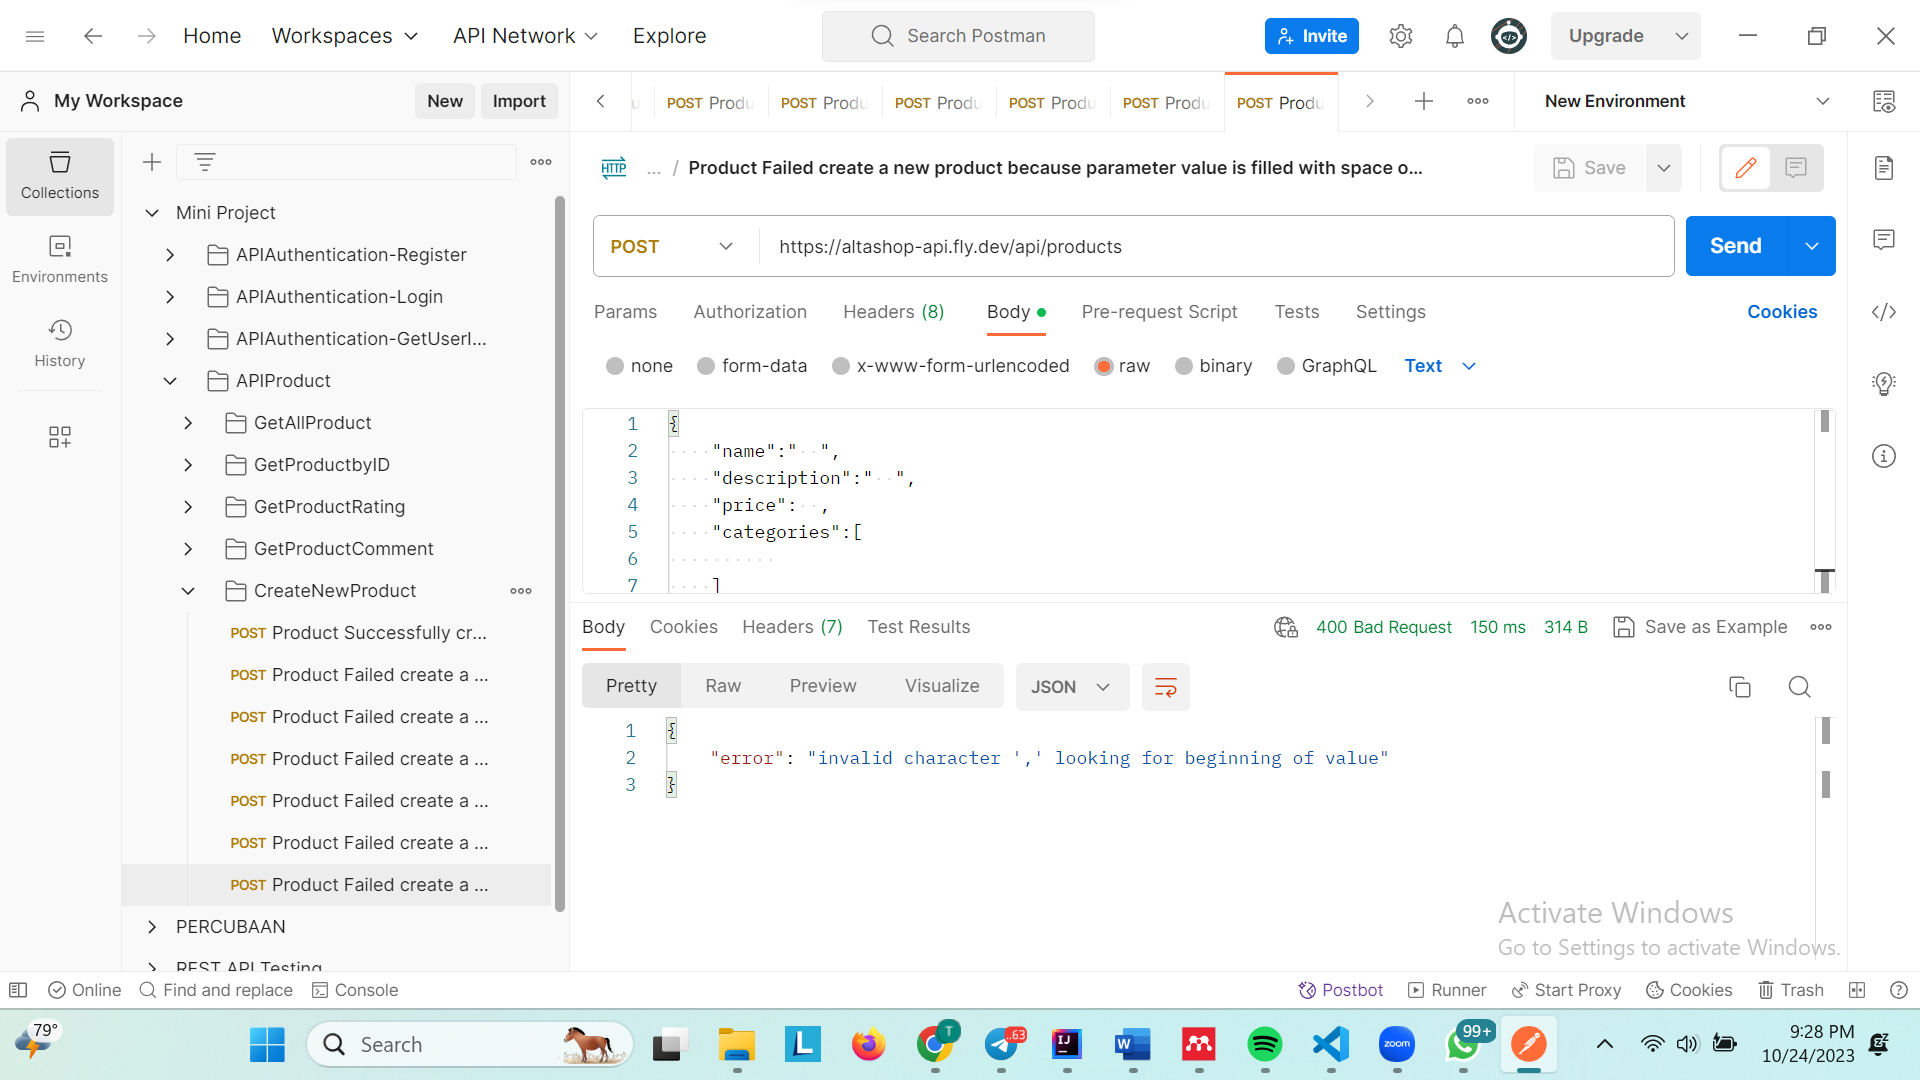 Home Workspaces API Network Explore Search Postman Invite Upgrade
My Workspace New Import POST Produ POST Produ POST Produ POST Produ POST Produ POST Produ New Environment
HTTP ... / Product Failed create a new product because parameter value is filled with space o... Save
Collections
Environments
History
Mini Project
APIAuthentication-Register
APIAuthentication-Login
APIAuthentication-GetUserI...
APIProduct
GetAllProduct
GetProductbyID
GetProductRating
GetProductComment
CreateNewProduct
POST Product Successfully cr...
POST Product Failed create a ...
POST Product Failed create a ...
POST Product Failed create a ...
POST Product Failed create a ...
POST Product Failed create a ...
POST Product Failed create a ...
PERCUBAAN
REST API Testing
POST https://altashop-api.fly.dev/api/products Send
Params Authorization Headers (8) Body Pre-request Script Tests Settings Cookies
none form-data x-www-form-urlencoded raw binary GraphQL Text
1 {
2 "name":"  ",
3 "description":"  ",
4 "price":  ,
5 "categories":[
6
7 ]
Body Cookies Headers (7) Test Results 400 Bad Request 150 ms 314 B Save as Example
Pretty Raw Preview Visualize JSON
1 {
2 "error": "invalid character ',' looking for beginning of value"
3 }
Activate Windows
Go to Settings to activate Windows.
Online Find and replace Console Postbot Runner Start Proxy Cookies Trash
79° Search T 63 IJ W zoom 99+ 9:28 PM
10/24/2023